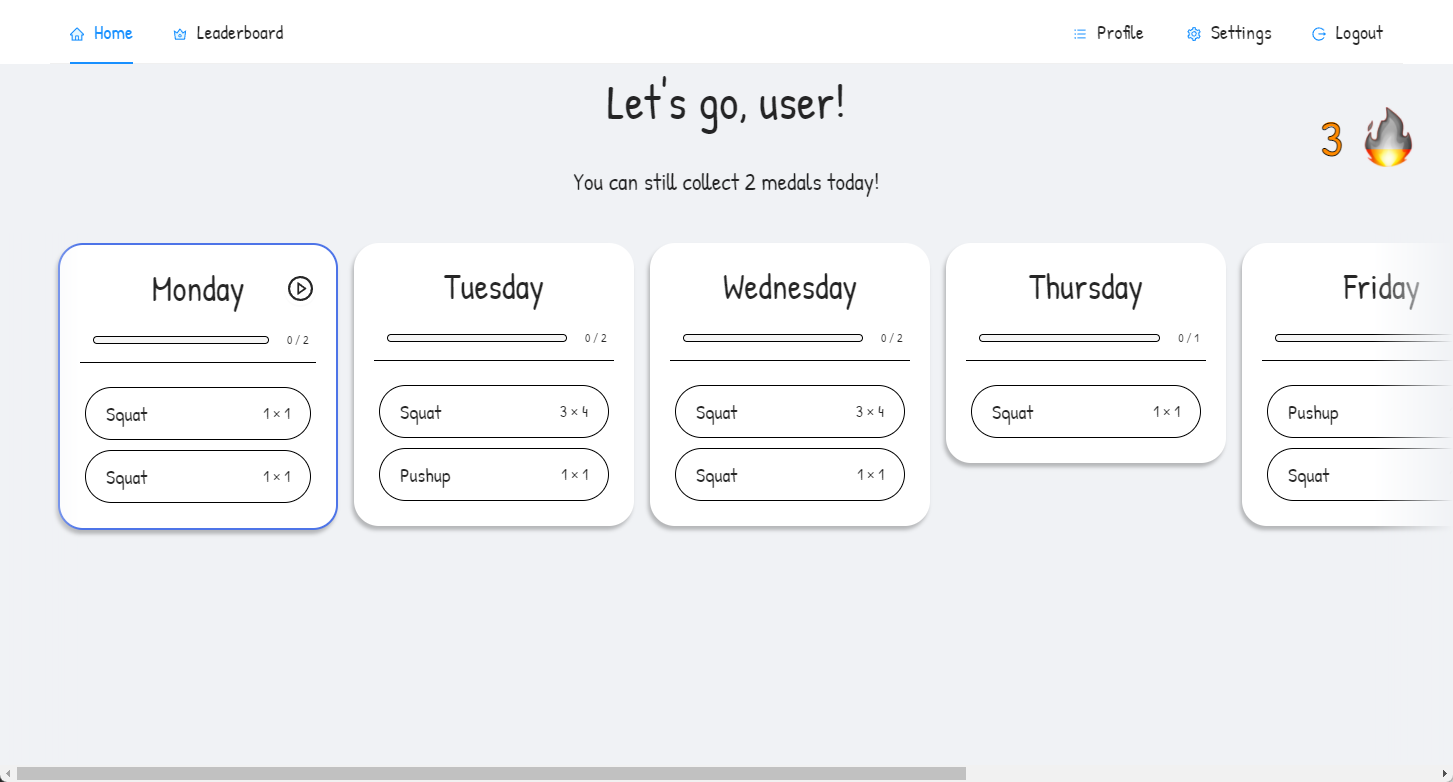 Home Leaderboard Profile Settings Logout
Let's go, user!
3
You can still collect 2 medals today!
Monday
0 / 2
Squat 1 × 1
Squat 1 × 1
Tuesday
0 / 2
Squat 3 × 4
Pushup 1 × 1
Wednesday
0 / 2
Squat 3 × 4
Squat 1 × 1
Thursday
0 / 1
Squat 1 × 1
Friday
Pushup
Squat